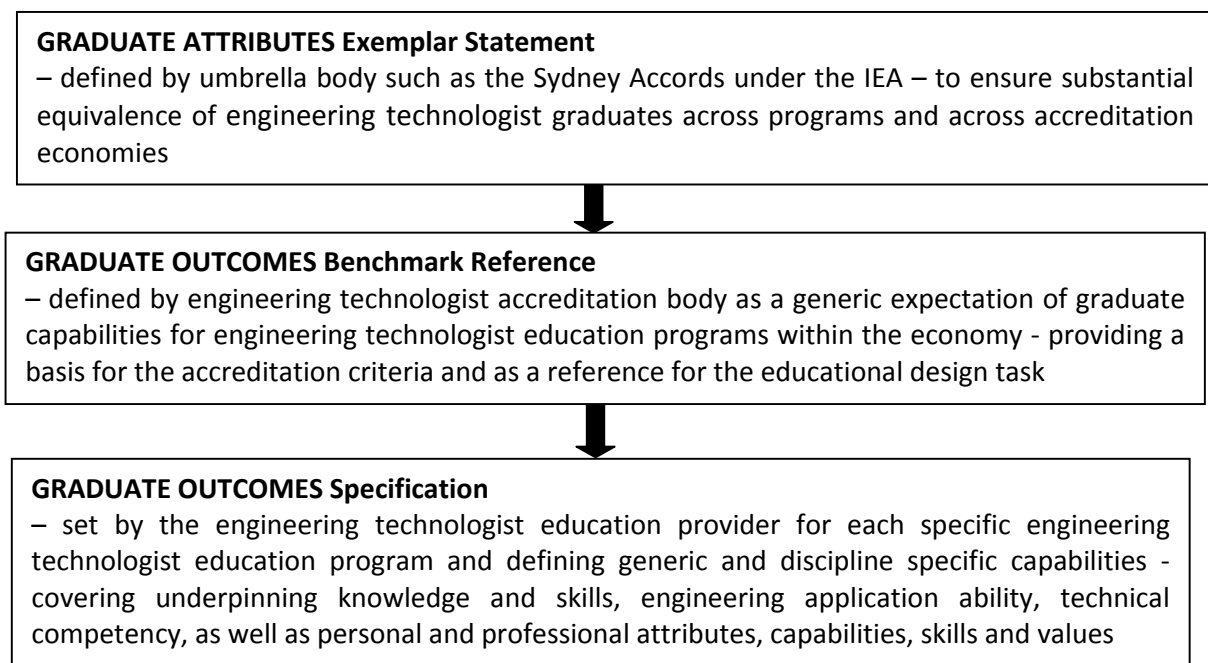 GRADUATE ATTRIBUTES Exemplar Statement
– defined by umbrella body such as the Sydney Accords under the IEA – to ensure substantial
equivalence of engineering technologist graduates across programs and across accreditation
economies
GRADUATE OUTCOMES Benchmark Reference
– defined by engineering technologist accreditation body as a generic expectation of graduate
capabilities for engineering technologist education programs within the economy - providing a
basis for the accreditation criteria and as a reference for the educational design task
GRADUATE OUTCOMES Specification
– set by the engineering technologist education provider for each specific engineering
technologist education program and defining generic and discipline specific capabilities -
covering underpinning knowledge and skills, engineering application ability, technical
competency, as well as personal and professional attributes, capabilities, skills and values